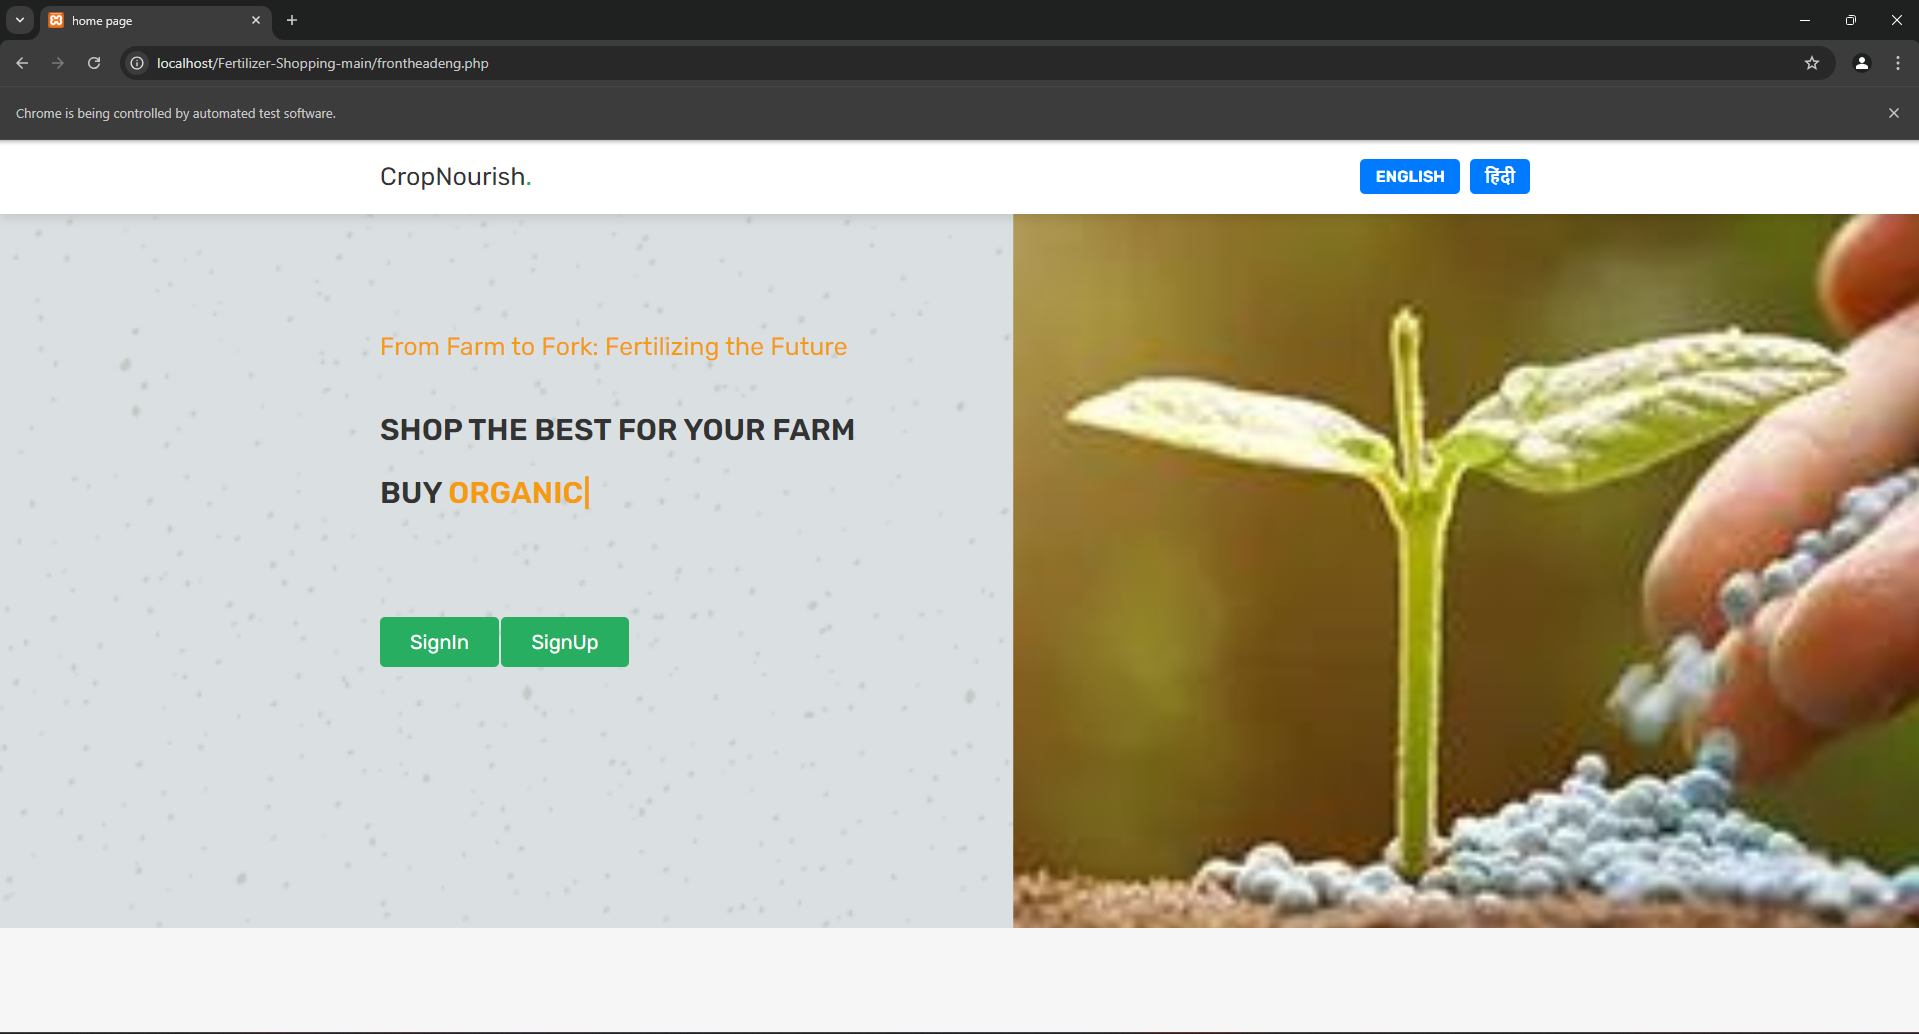 home page
localhost/Fertilizer-Shopping-main/frontheadeng.php
Chrome is being controlled by automated test software.
CropNourish.
ENGLISH
हिंदी
From Farm to Fork: Fertilizing the Future
SHOP THE BEST FOR YOUR FARM
BUY ORGANIC
SignIn
SignUp